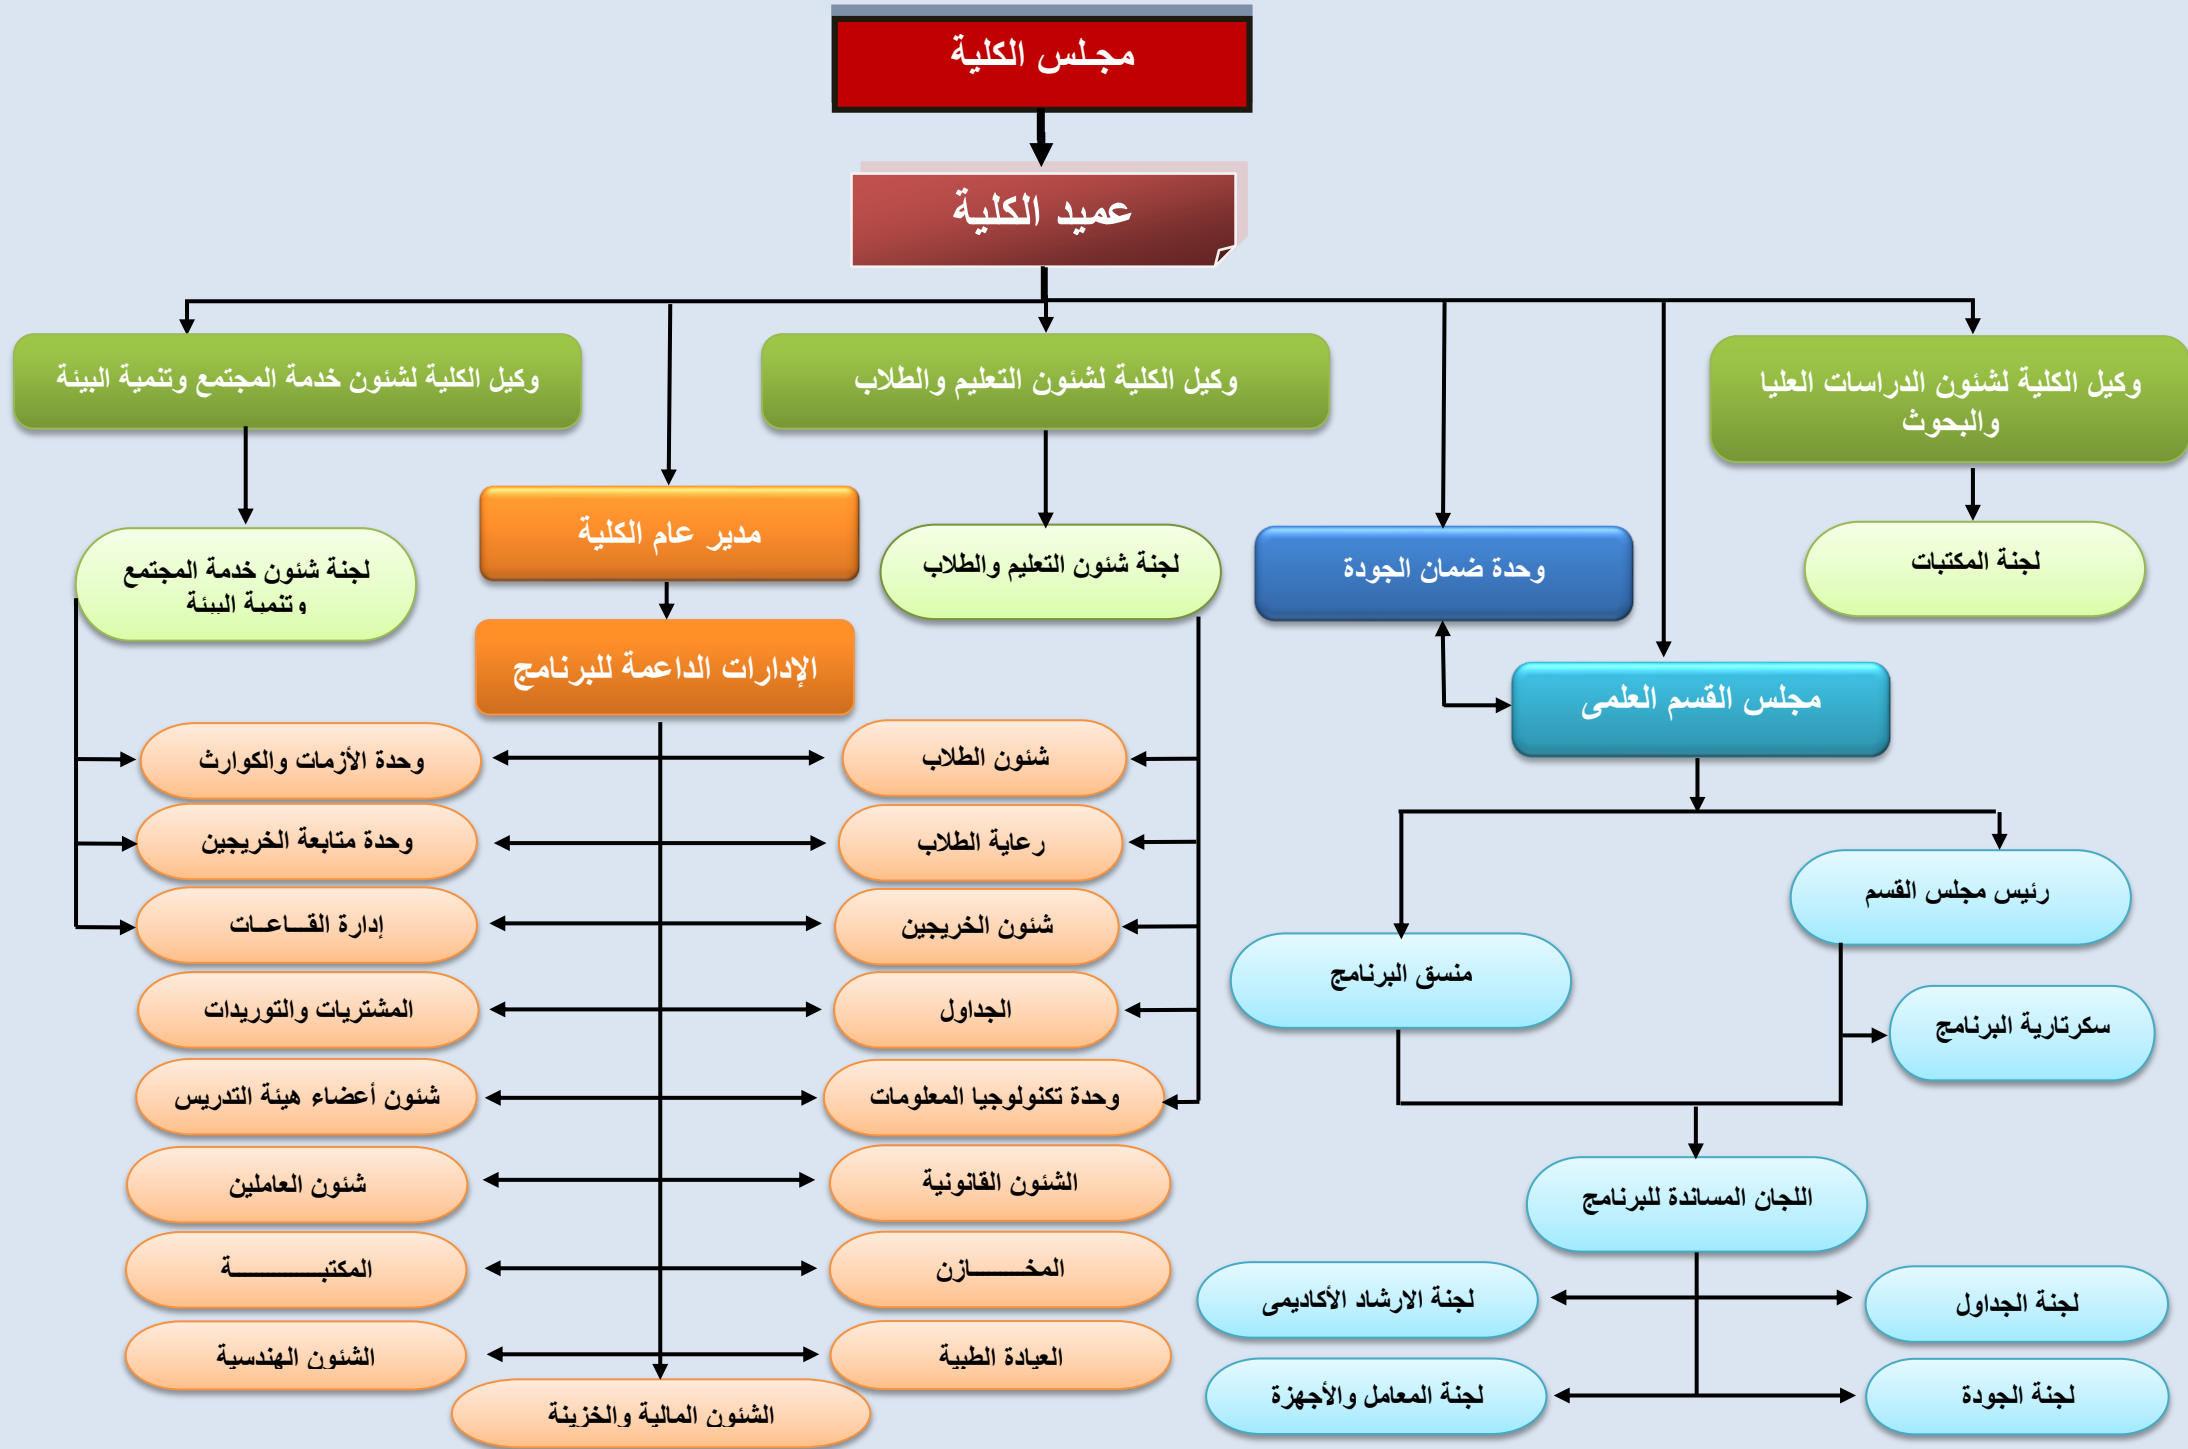 مجـلس الكلية
عميد الكلية
وكيل الكلية لشئون الدراسات العليا
والبحوث
وكيل الكلية لشئون التعليم والطلاب
وكيل الكلية لشئون خدمة المجتمع وتنمية البيئة
لجنة المكتبات
وحدة ضمان الجودة
لجنة شئون التعليم والطلاب
مدير عام الكلية
لجنة شئون خدمة المجتمع
وتنمية البيئة
مجلس القسم العلمى
الإدارات الداعمة للبرنامج
شئون الطلاب
وحدة الأزمات والكوارث
رعاية الطلاب
وحدة متابعة الخريجين
رئيس مجلس القسم
شئون الخريجين
إدارة القـــاعــات
منسق البرنامج
سكرتارية البرنامج
الجداول
المشتريات والتوريدات
وحدة تكنولوجيا المعلومات
شئون أعضاء هيئة التدريس
اللجان المساندة للبرنامج
الشئون القانونية
شئون العاملين
المخــــــــازن
المكتبــــــــــــة
لجنة الجداول
لجنة الارشاد الأكاديمى
العيادة الطبية
الشئون الهندسية
لجنة الجودة
لجنة المعامل والأجهزة
الشئون المالية والخزينة